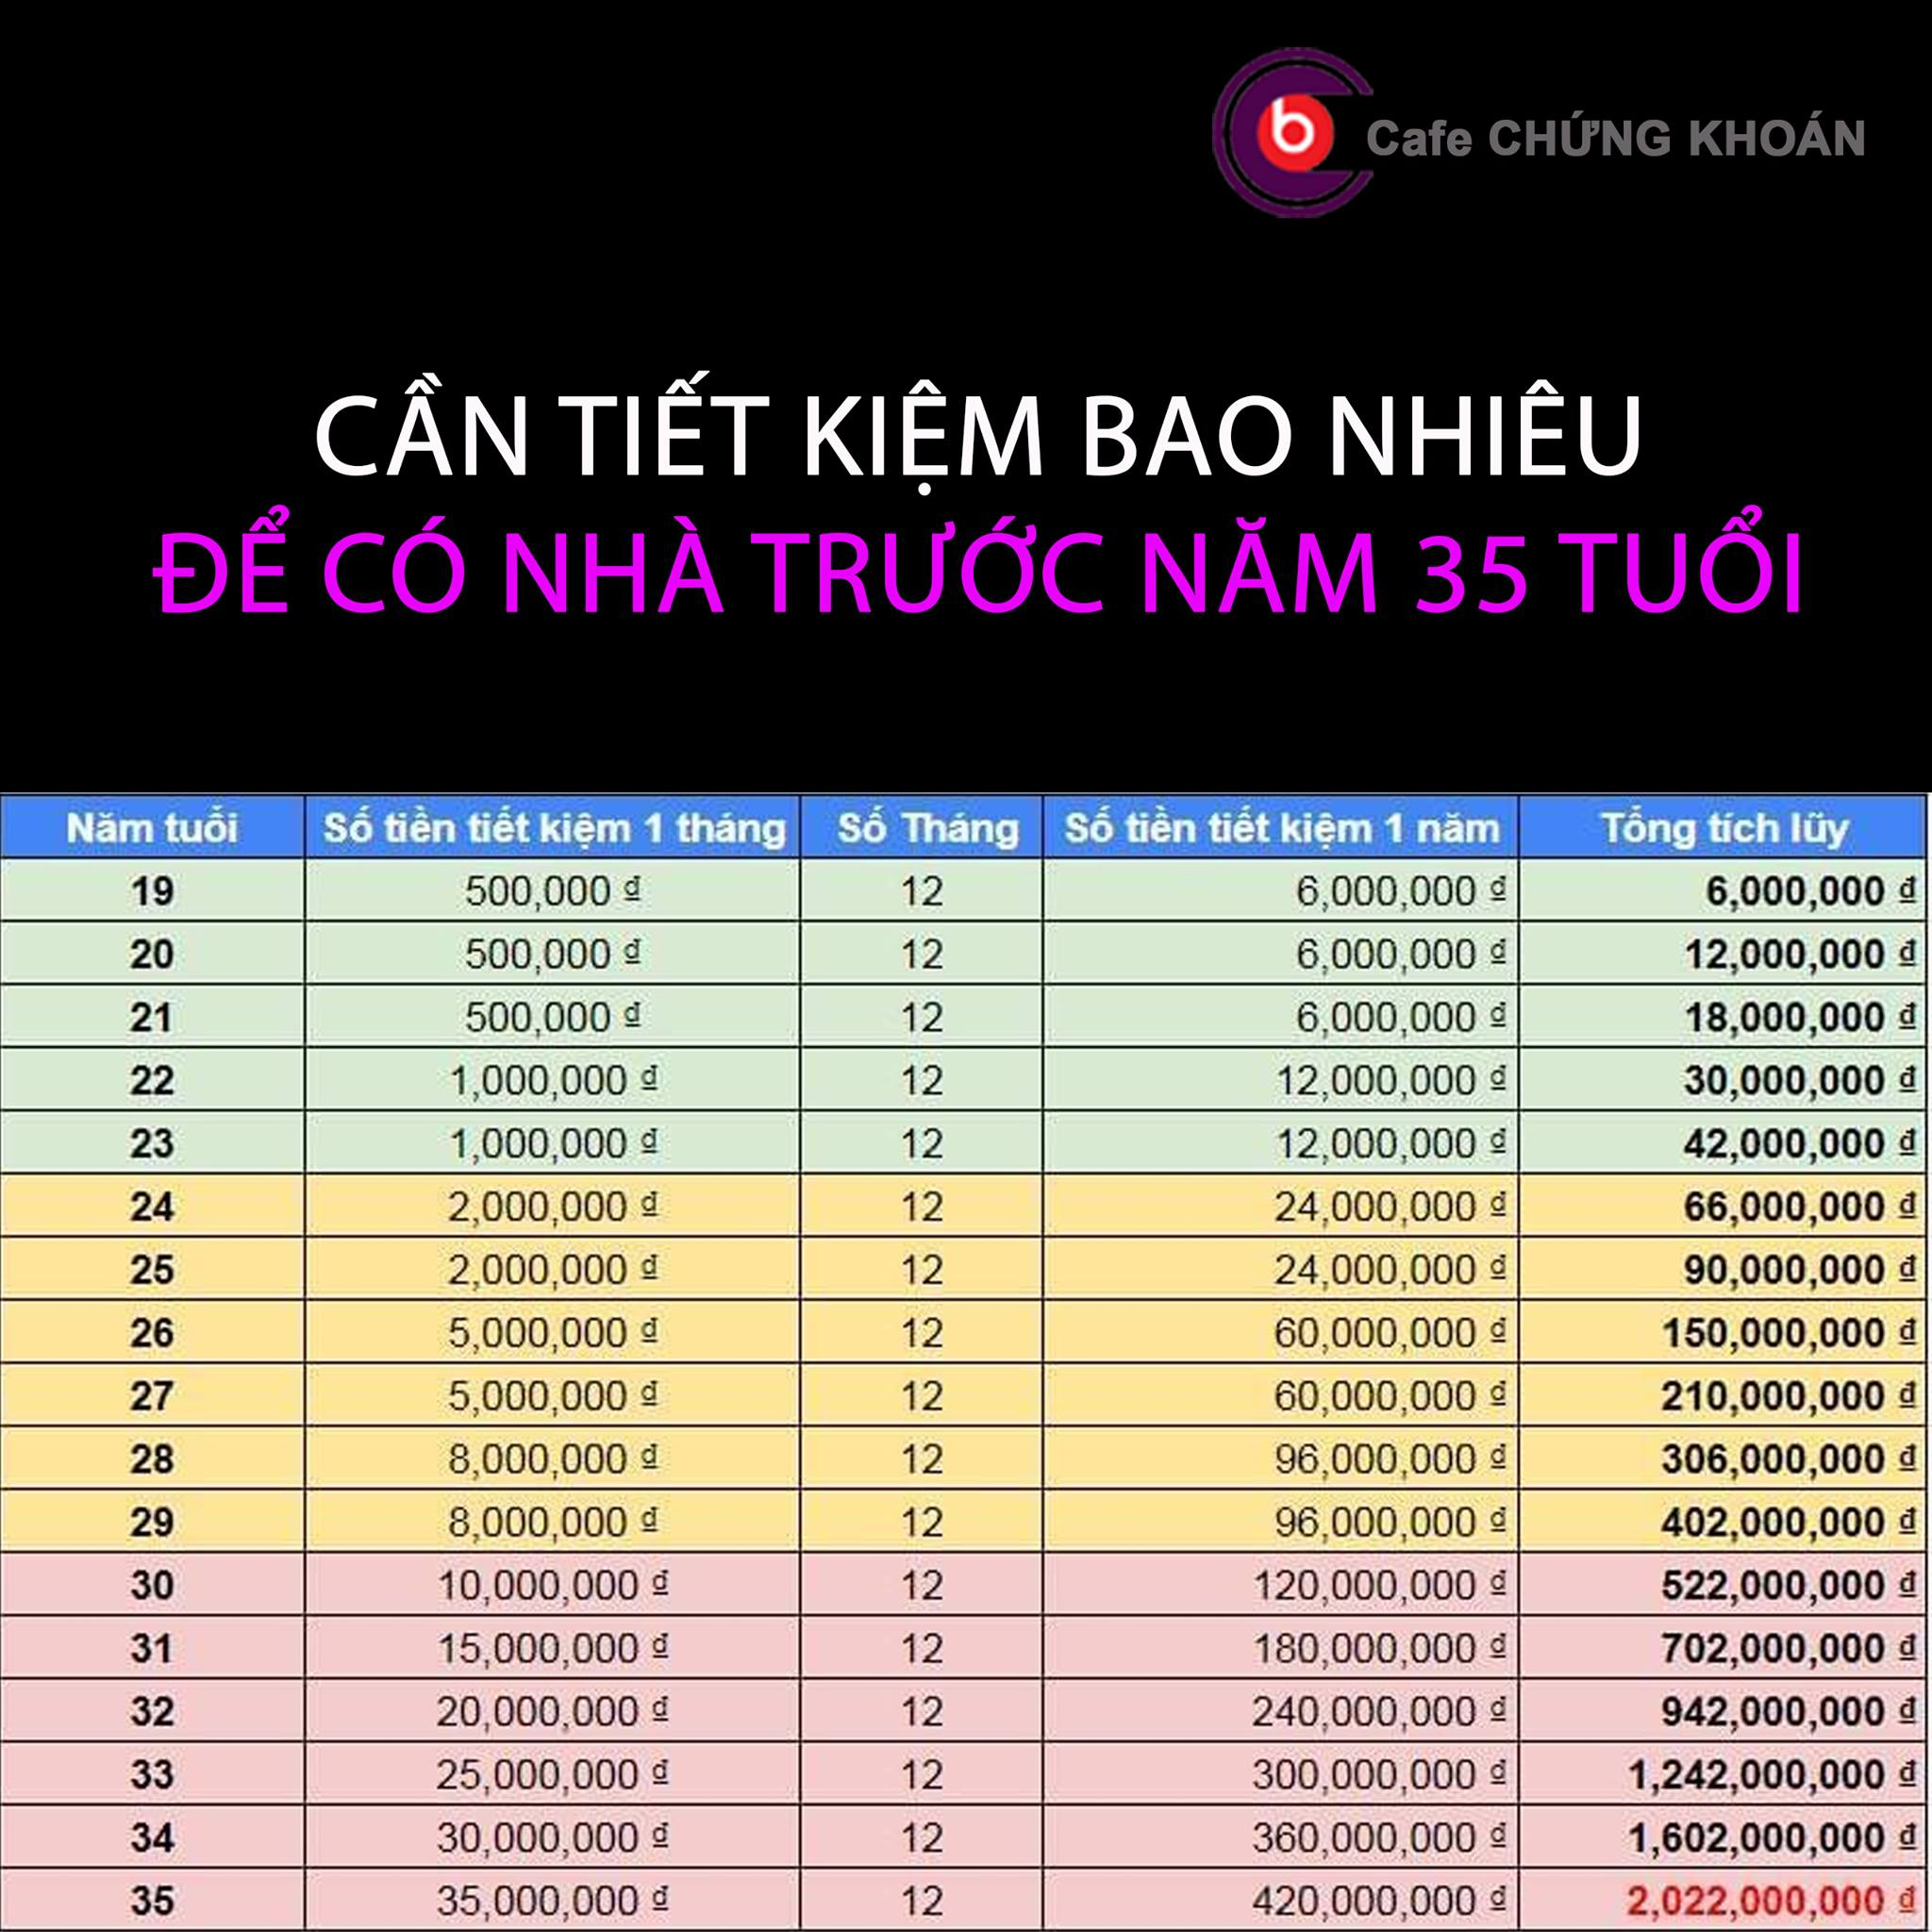 b Cafe CHỨNG KHOÁN
CẦN TIẾT KIỆM BAO NHIÊU
ĐỂ CÓ NHÀ TRƯỚC NĂM 35 TUỔI
Năm tuổi Số tiền tiết kiệm 1 tháng Số Tháng Số tiền tiết kiệm 1 năm Tổng tích lũy
19 500,000 ₫ 12 6,000,000 ₫ 6,000,000 ₫
20 500,000 ₫ 12 6,000,000 ₫ 12,000,000 ₫
21 500,000 ₫ 12 6,000,000 ₫ 18,000,000 ₫
22 1,000,000 ₫ 12 12,000,000 ₫ 30,000,000 ₫
23 1,000,000 ₫ 12 12,000,000 ₫ 42,000,000 ₫
24 2,000,000 ₫ 12 24,000,000 ₫ 66,000,000 ₫
25 2,000,000 ₫ 12 24,000,000 ₫ 90,000,000 ₫
26 5,000,000 ₫ 12 60,000,000 ₫ 150,000,000 ₫
27 5,000,000 ₫ 12 60,000,000 ₫ 210,000,000 ₫
28 8,000,000 ₫ 12 96,000,000 ₫ 306,000,000 ₫
29 8,000,000 ₫ 12 96,000,000 ₫ 402,000,000 ₫
30 10,000,000 ₫ 12 120,000,000 ₫ 522,000,000 ₫
31 15,000,000 ₫ 12 180,000,000 ₫ 702,000,000 ₫
32 20,000,000 ₫ 12 240,000,000 ₫ 942,000,000 ₫
33 25,000,000 ₫ 12 300,000,000 ₫ 1,242,000,000 ₫
34 30,000,000 ₫ 12 360,000,000 ₫ 1,602,000,000 ₫
35 35,000,000 ₫ 12 420,000,000 ₫ 2,022,000,000 ₫